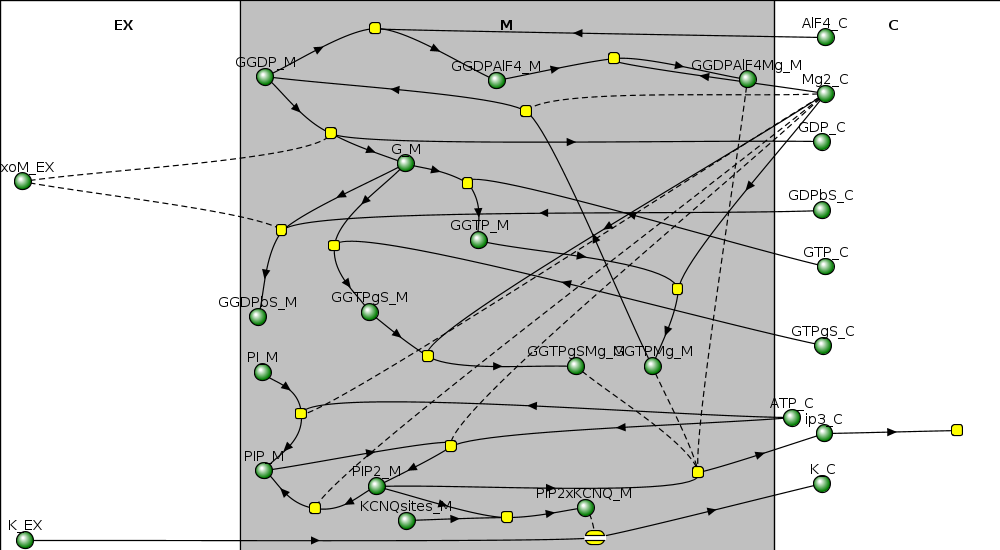 EX
M
C
AlF4_C
GGDP_M
GGDPAlF4_M
GGDPAlF4Mg_M
Mg2_C
GDP_C
G_M
xoM_EX
GDPbS_C
GGTP_M
GTP_C
GGDPbS_M
GGTPgS_M
GTPgS_C
PI_M
GGTPgSMg_M
GGTPMg_M
ATP_C
ip3_C
PIP_M
PIP2_M
K_C
PIP2xKCNQ_M
KCNQsites_M
K_EX